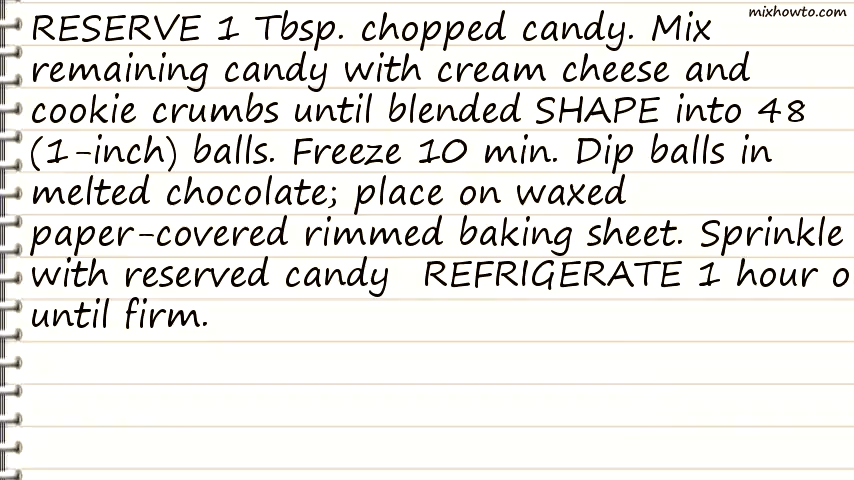 mixhowto.com
RESERVE 1 Tbsp. chopped candy. Mix
remaining candy with cream cheese and
cookie crumbs until blended SHAPE into 48
(1-inch) balls. Freeze 10 min. Dip balls in
melted chocolate; place on waxed
paper-covered rimmed baking sheet. Sprinkle
with reserved candy REFRIGERATE 1 hour o
until firm.